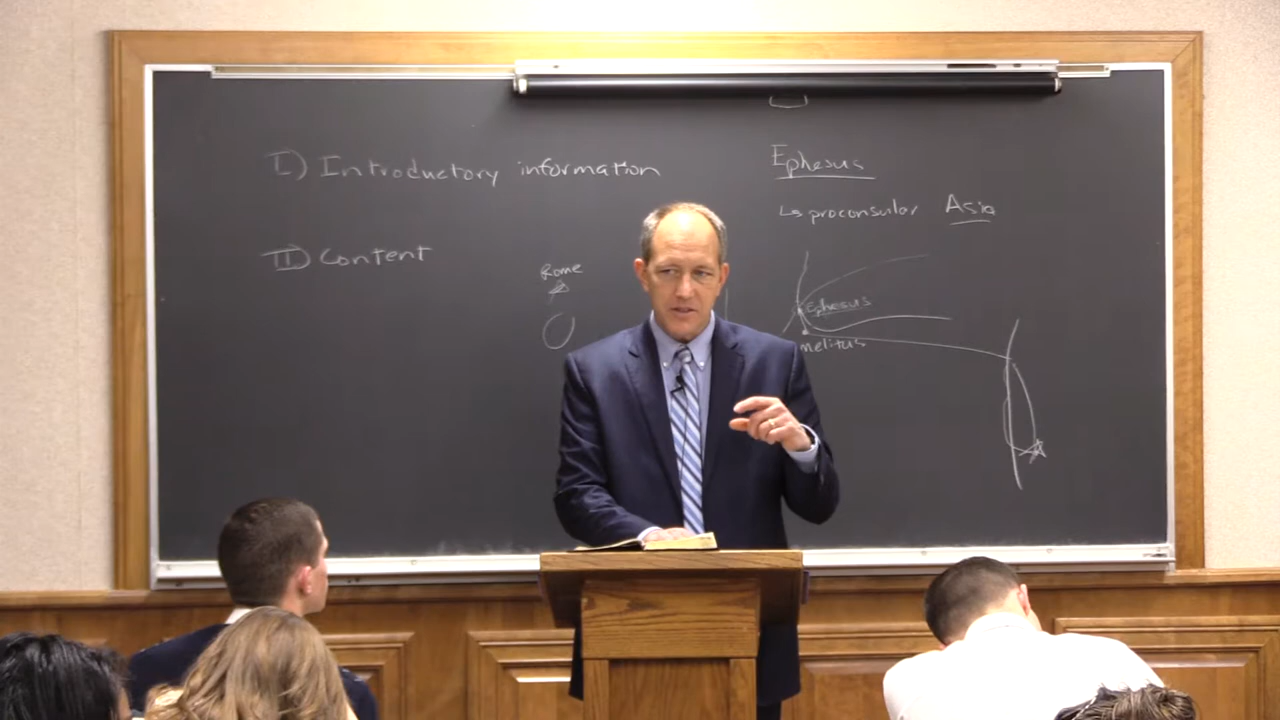 I) Introductory information
II) Content
Rome
Ephesus
↳ proconsular Asia
Ephesus
melitus